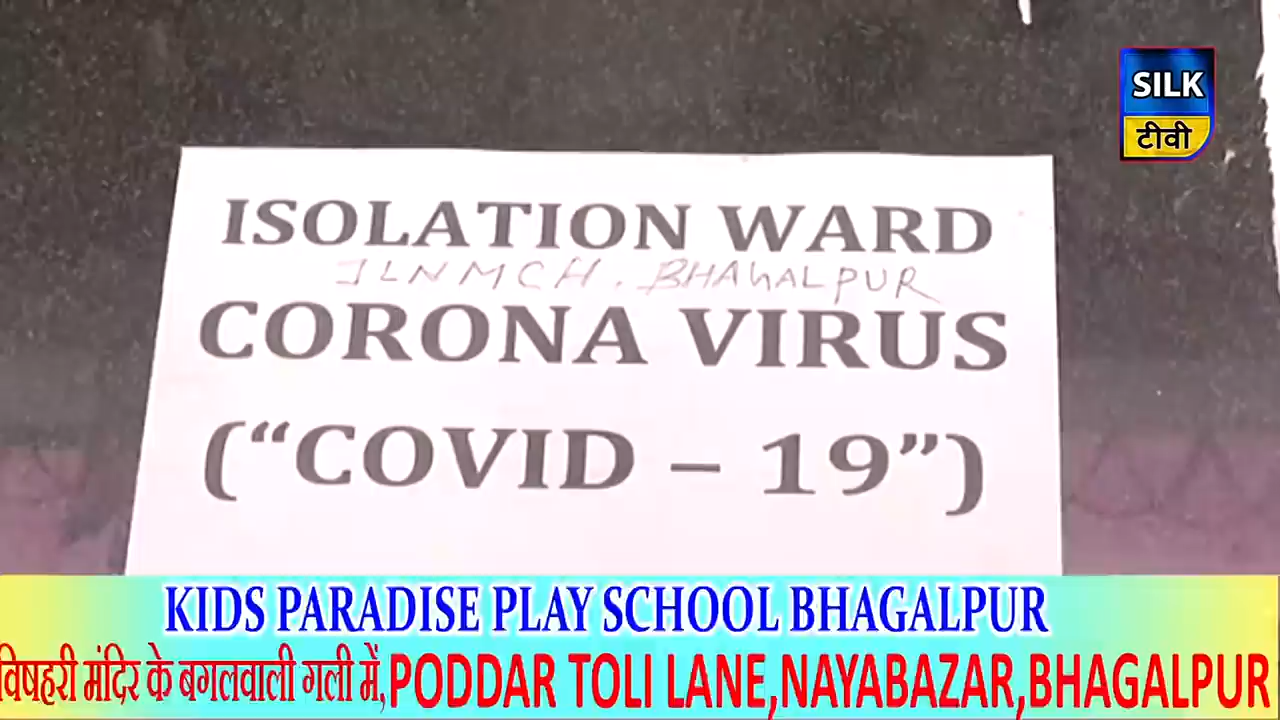 SILK
टीवी
ISOLATION WARD
JLNMCH. BHAGALPUR
CORONA VIRUS
(“COVID – 19”)
KIDS PARADISE PLAY SCHOOL BHAGALPUR
विषहरी मंदिर के बगलवाली गली में, PODDAR TOLI LANE,NAYABAZAR,BHAGALPUR